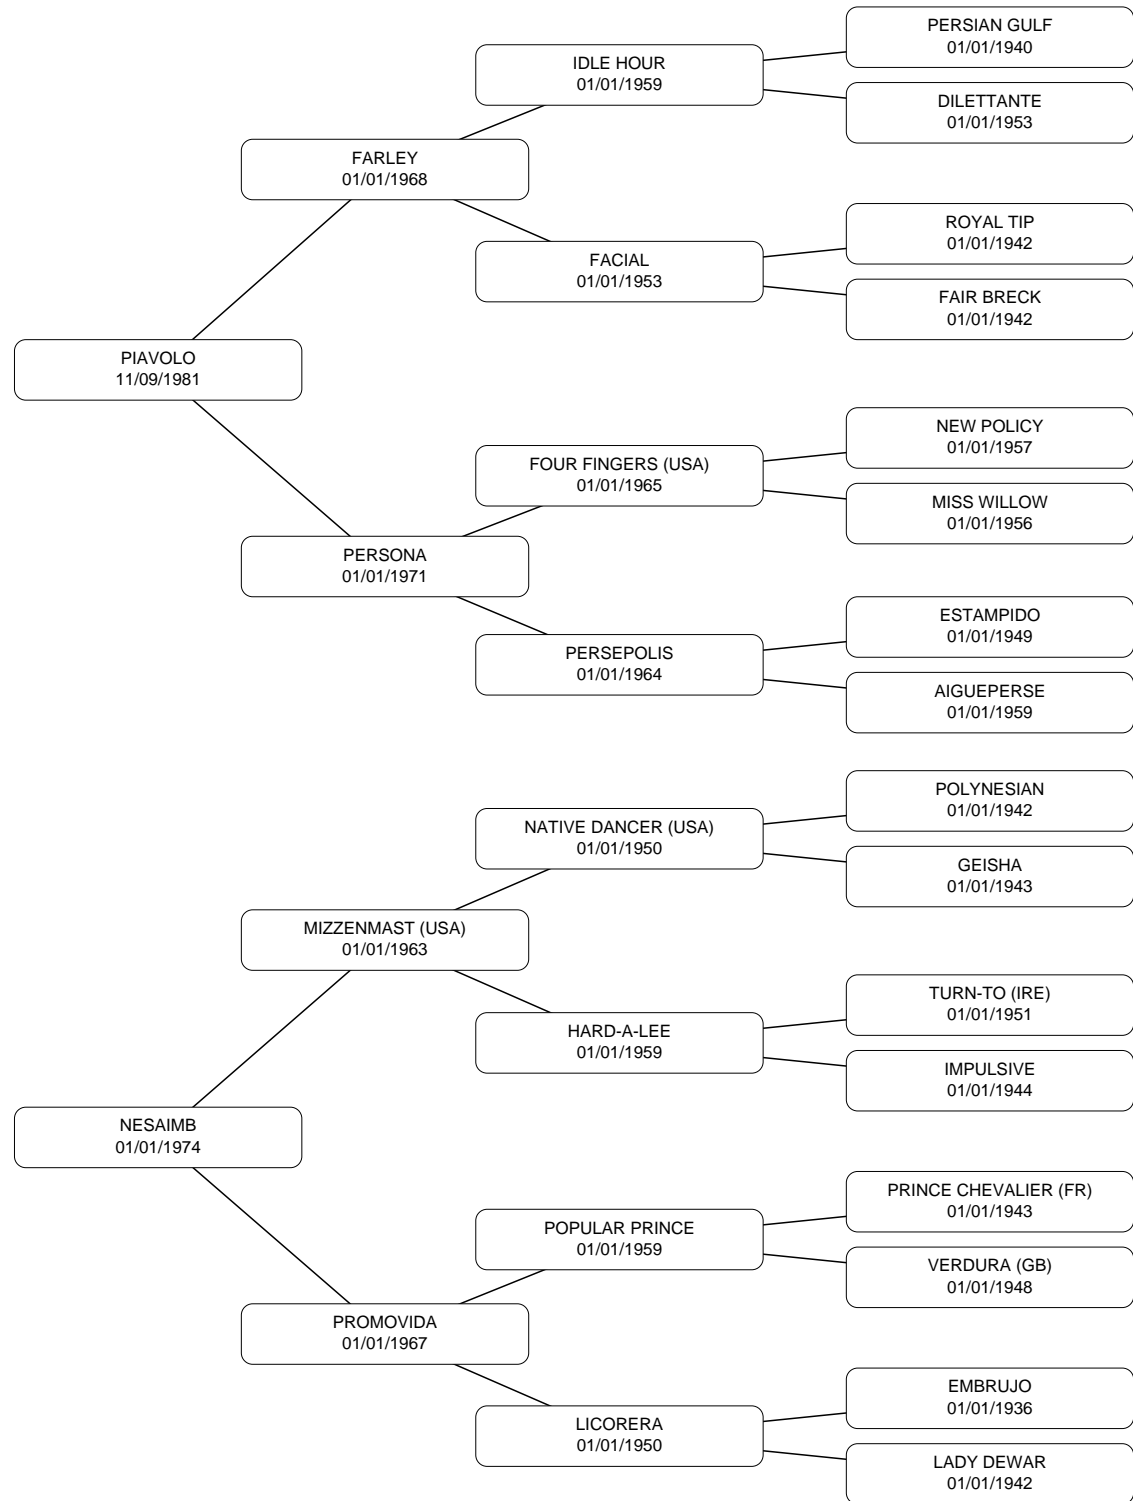 PERSIAN GULF
01/01/1940
IDLE HOUR
01/01/1959
DILETTANTE
01/01/1953
FARLEY
01/01/1968
ROYAL TIP
01/01/1942
FACIAL
01/01/1953
FAIR BRECK
01/01/1942
PIAVOLO
11/09/1981
NEW POLICY
01/01/1957
FOUR FINGERS (USA)
01/01/1965
MISS WILLOW
01/01/1956
PERSONA
01/01/1971
ESTAMPIDO
01/01/1949
PERSEPOLIS
01/01/1964
AIGUEPERSE
01/01/1959
POLYNESIAN
01/01/1942
NATIVE DANCER (USA)
01/01/1950
GEISHA
01/01/1943
MIZZENMAST (USA)
01/01/1963
TURN-TO (IRE)
01/01/1951
HARD-A-LEE
01/01/1959
IMPULSIVE
01/01/1944
NESAIMB
01/01/1974
PRINCE CHEVALIER (FR)
01/01/1943
POPULAR PRINCE
01/01/1959
VERDURA (GB)
01/01/1948
PROMOVIDA
01/01/1967
EMBRUJO
01/01/1936
LICORERA
01/01/1950
LADY DEWAR
01/01/1942